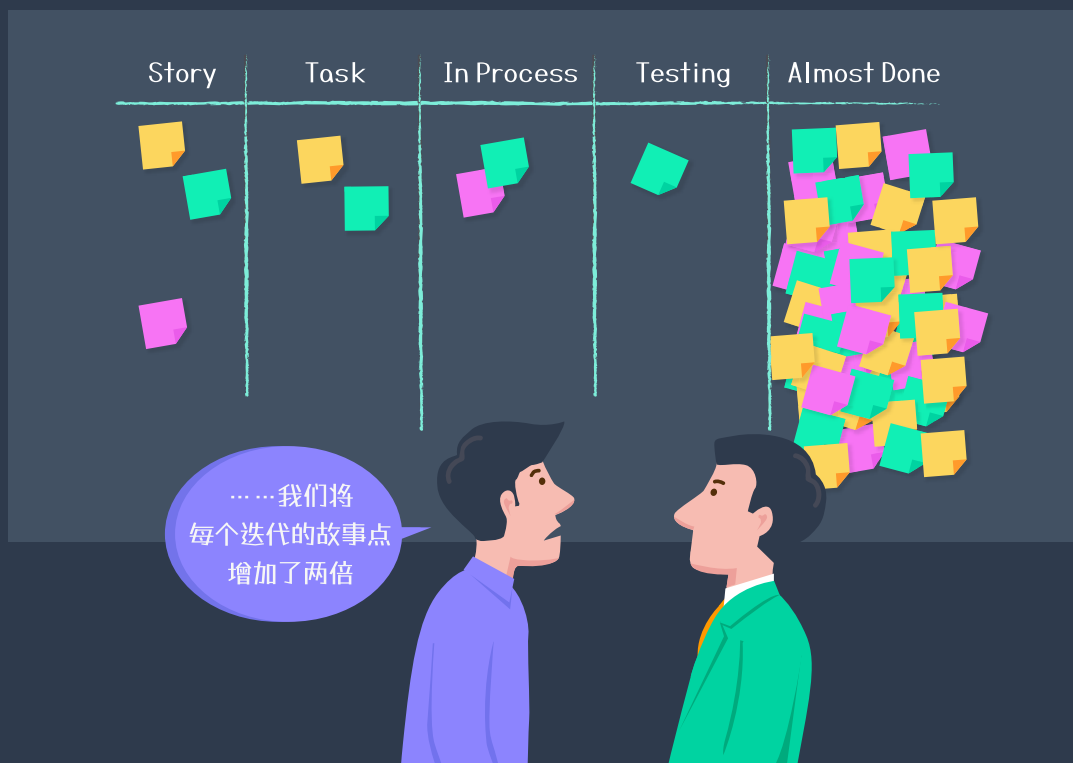 Story
Task
In Process
Testing
Almost Done
……我们将
每个迭代的故事点
增加了两倍